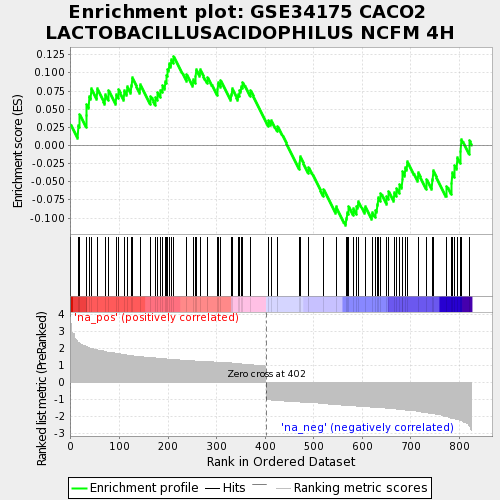 Enrichment plot: GSE34175 CACO2
LACTOBACILLUSACIDOPHILUS NCFM 4H
Enrichment score (ES)
0.125
0.100
0.075
0.050
0.025
0.000
-0.025
-0.050
-0.075
-0.100
Ranked list metric (PreRanked)
'na_pos' (positively correlated)
4
3
2
1
0
-1
-2
-3
Zero cross at 402
'na_neg' (negatively correlated)
0 100 200 300 400 500 600 700 800
Rank in Ordered Dataset
Enrichment profile Hits Ranking metric scores